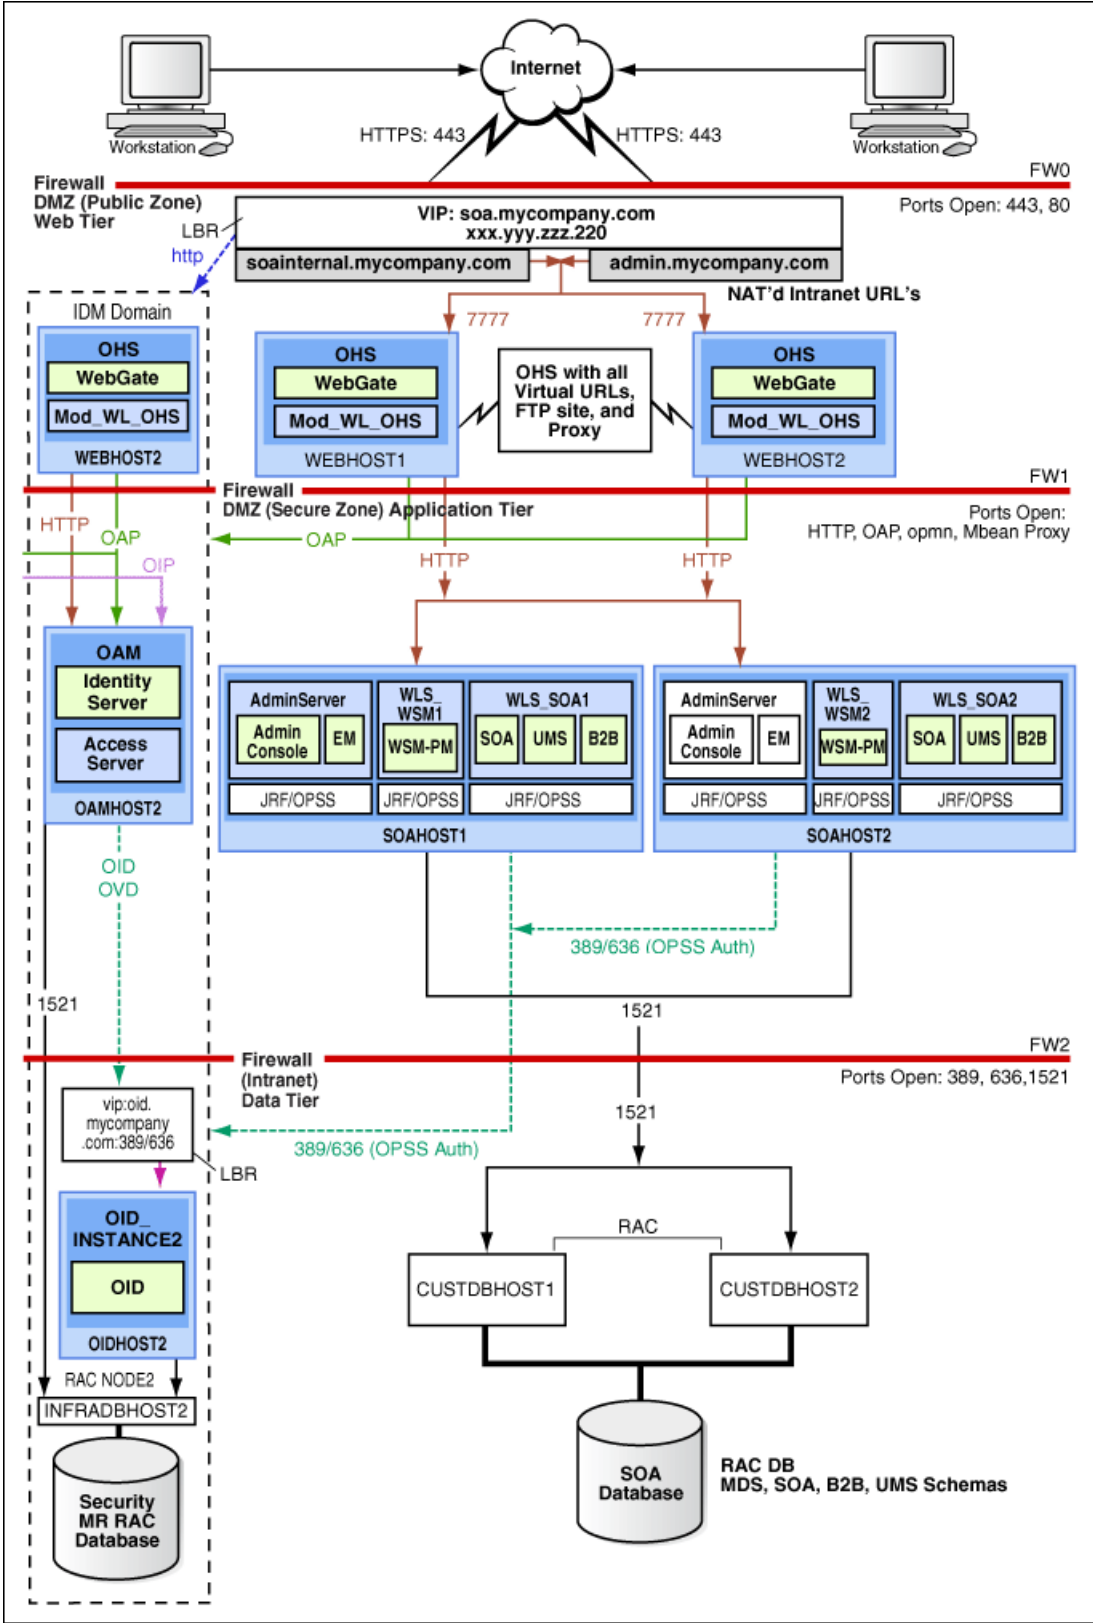 Internet
Workstation
Workstation
HTTPS: 443
HTTPS: 443
FW0
Firewall
DMZ (Public Zone)
Web Tier
Ports Open: 443, 80
VIP: soa.mycompany.com
xxx.yyy.zzz.220
LBR
http
soainternal.mycompany.com
admin.mycompany.com
NAT'd Intranet URL's
IDM Domain
7777
7777
OHS
WebGate
Mod_WL_OHS
WEBHOST2
OHS
WebGate
Mod_WL_OHS
WEBHOST1
OHS with all
Virtual URLs,
FTP site, and
Proxy
OHS
WebGate
Mod_WL_OHS
WEBHOST2
FW1
Firewall
DMZ (Secure Zone) Application Tier
Ports Open:
HTTP, OAP, opmn, Mbean Proxy
HTTP
OAP
OIP
OAP
HTTP
HTTP
OAM
Identity
Server
Access
Server
OAMHOST2
AdminServer
Admin
Console
EM
WLS_
WSM1
WSM-PM
WLS_SOA1
SOA
UMS
B2B
JRF/OPSS
JRF/OPSS
JRF/OPSS
SOAHOST1
AdminServer
Admin
Console
EM
WLS_
WSM2
WSM-PM
WLS_SOA2
SOA
UMS
B2B
JRF/OPSS
JRF/OPSS
JRF/OPSS
SOAHOST2
OID
OVD
389/636 (OPSS Auth)
1521
1521
FW2
Firewall
(Intranet)
Data Tier
Ports Open: 389, 636,1521
vip:oid.
mycompany
.com:389/636
1521
389/636 (OPSS Auth)
LBR
OID_
INSTANCE2
OID
OIDHOST2
RAC
CUSTDBHOST1
CUSTDBHOST2
RAC NODE2
INFRADBHOST2
Security
MR RAC
Database
SOA
Database
RAC DB
MDS, SOA, B2B, UMS Schemas